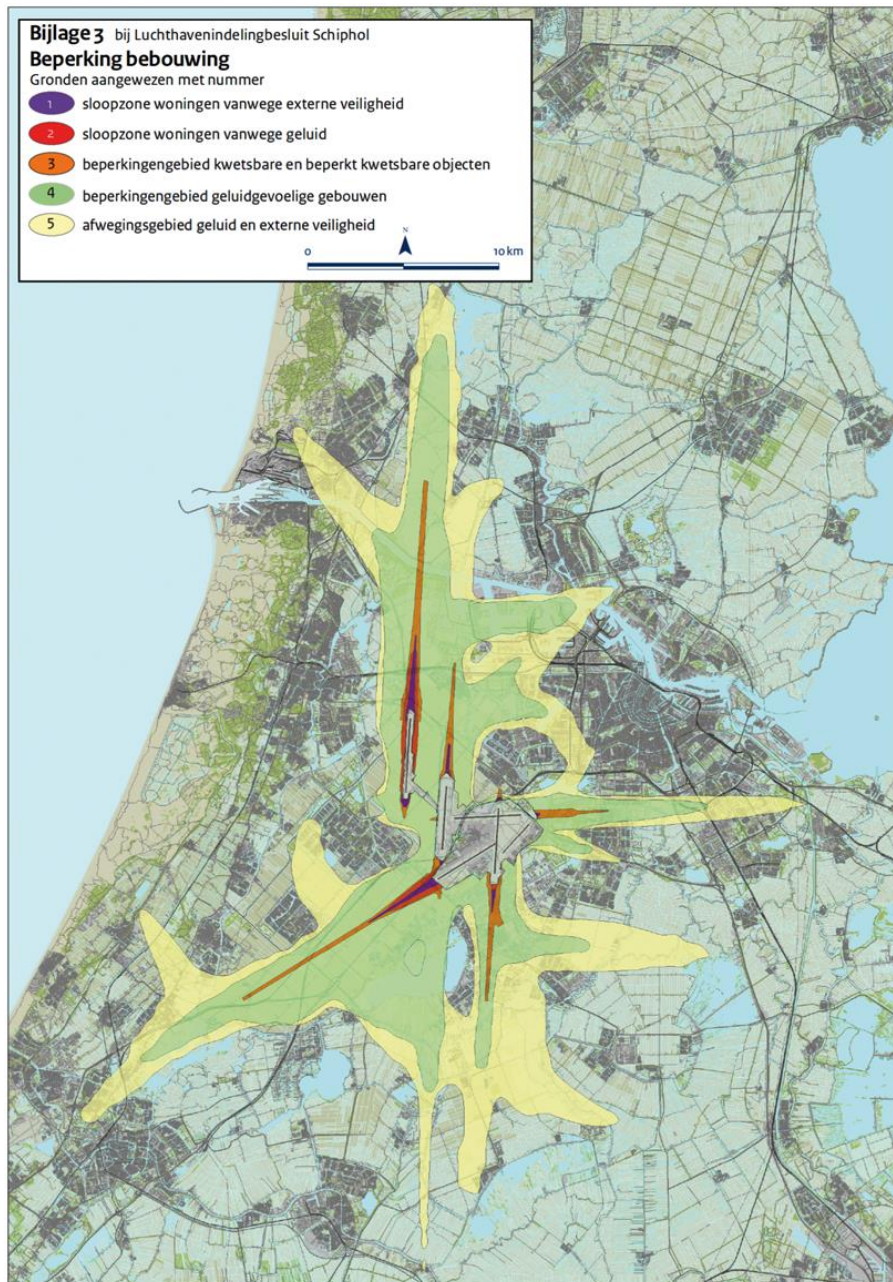 Bijlage 3 bij Luchthavenindelingbesluit Schiphol
Beperking bebouwing
Gronden aangewezen met nummer
1 sloopzone woningen vanwege externe veiligheid
2 sloopzone woningen vanwege geluid
3 beperkingengebied kwetsbare en beperkt kwetsbare objecten
4 beperkingengebied geluidgevoelige gebouwen
5 afwegingsgebied geluid en externe veiligheid
N
0 10 km